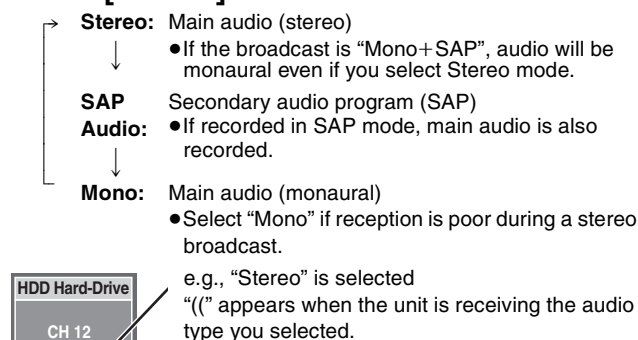 Stereo: Main audio (stereo)
●If the broadcast is “Mono+SAP”, audio will be
monaural even if you select Stereo mode.
SAP Secondary audio program (SAP)
Audio: ●If recorded in SAP mode, main audio is also
recorded.
Mono: Main audio (monaural)
●Select “Mono” if reception is poor during a stereo
broadcast.
e.g., “Stereo” is selected
“((” appears when the unit is receiving the audio
type you selected.
HDD Hard-Drive
CH 12